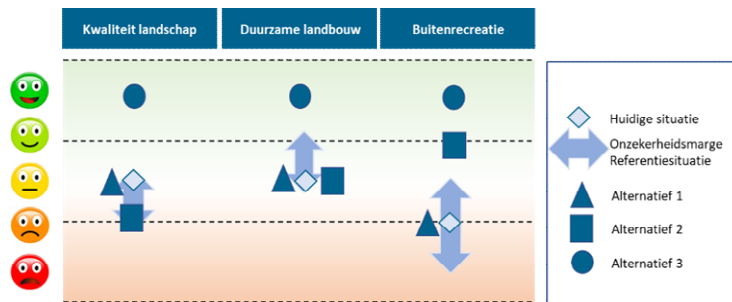 Kwaliteit landschap
Duurzame landbouw
Buitenrecreatie
Huidige situatie
Onzekerheidsmarge
Referentiesituatie
Alternatief 1
Alternatief 2
Alternatief 3